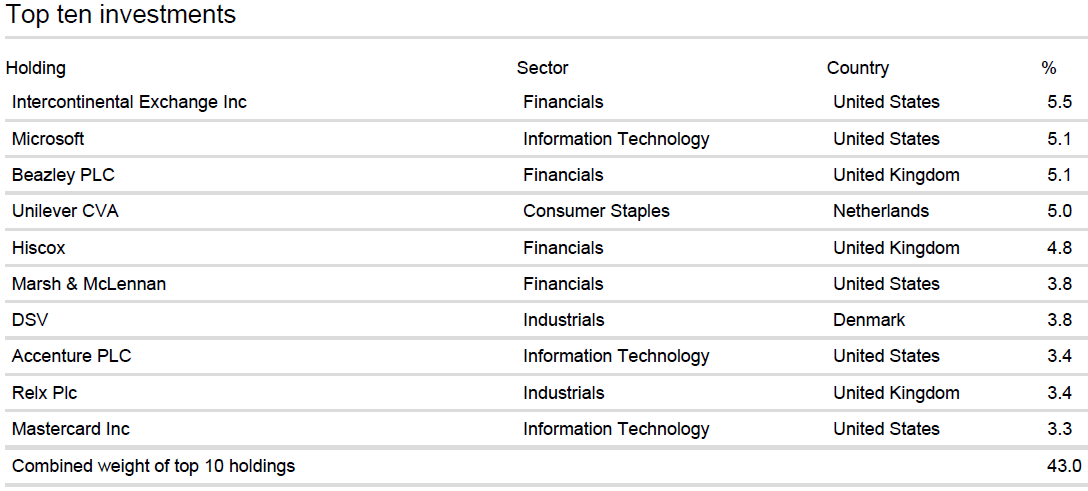 Top ten investments
Holding Sector Country %
Intercontinental Exchange Inc Financials United States 5.5
Microsoft Information Technology United States 5.1
Beazley PLC Financials United Kingdom 5.1
Unilever CVA Consumer Staples Netherlands 5.0
Hiscox Financials United Kingdom 4.8
Marsh & McLennan Financials United States 3.8
DSV Industrials Denmark 3.8
Accenture PLC Information Technology United States 3.4
Relx Plc Industrials United Kingdom 3.4
Mastercard Inc Information Technology United States 3.3
Combined weight of top 10 holdings 43.0